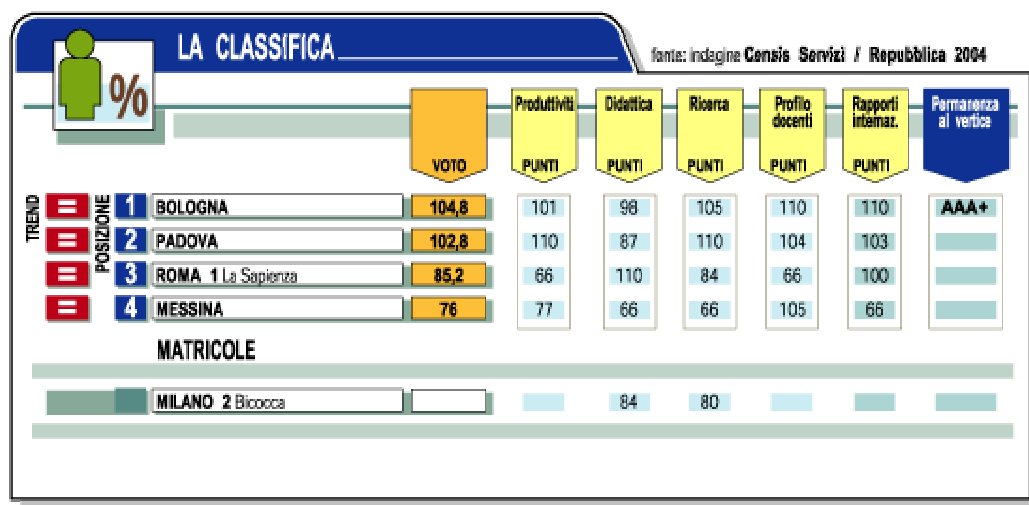 LA CLASSIFICA
fonte: indagine Censis Servizi / Repubblica 2004
%
VOTO
Produttività PUNTI
Didattica PUNTI
Ricerca PUNTI
Profilo docenti PUNTI
Rapporti internaz. PUNTI
Permanenza al vertice
TREND
POSIZIONE
= 1 BOLOGNA 104,8 101 98 105 110 110 AAA+
= 2 PADOVA 102,8 110 87 110 104 103
= 3 ROMA 1 La Sapienza 85,2 66 110 84 66 100
= 4 MESSINA 76 77 66 66 105 66
MATRICOLE
MILANO 2 Bicocca 84 80